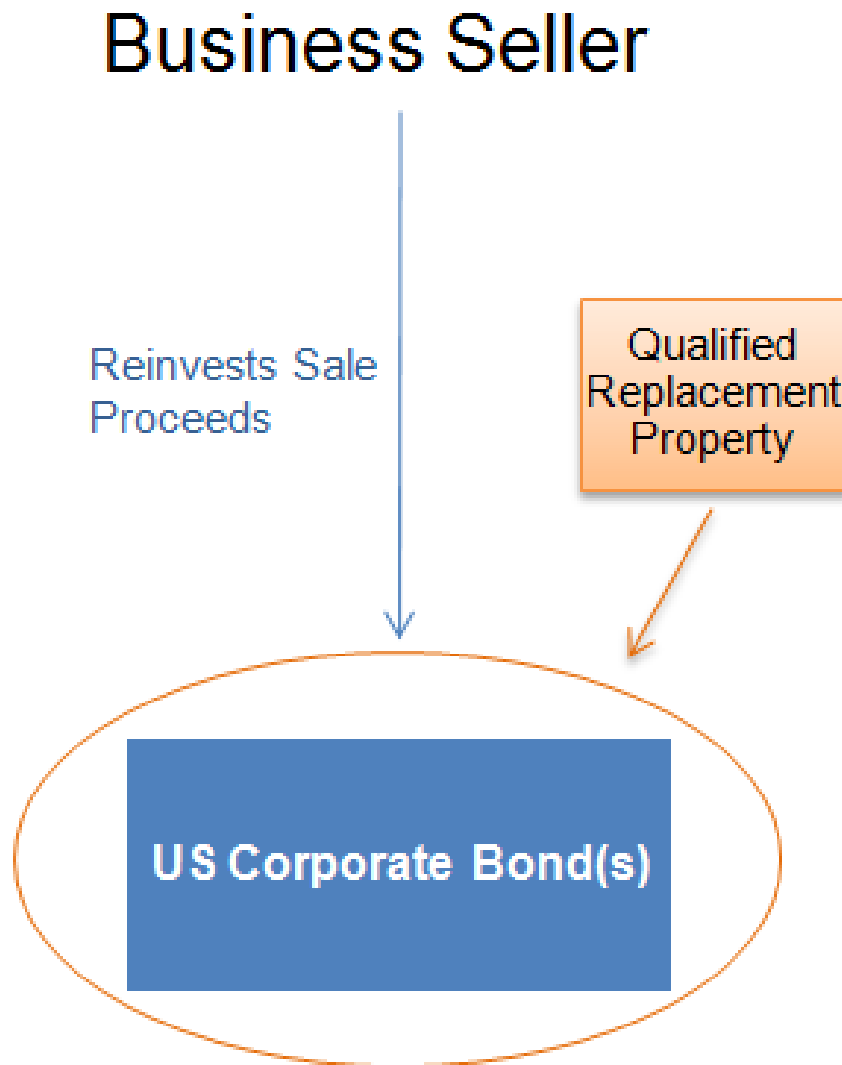 Business Seller
Reinvests Sale
Proceeds
Qualified
Replacement
Property
US Corporate Bond(s)